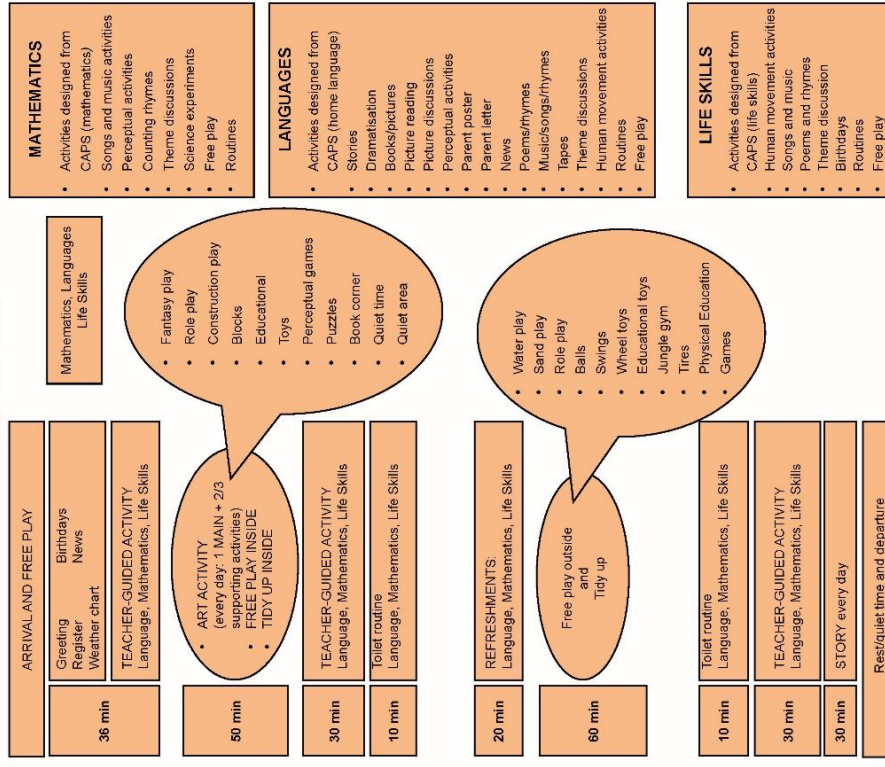 ARRIVAL AND FREE PLAY
36 min
Greeting Birthdays
Register News
Weather chart
TEACHER-GUIDED ACTIVITY
Language, Mathematics, Life Skills
Mathematics, Languages
Life Skills
50 min
• ART ACTIVITY
(every day: 1 MAIN + 2/3
supporting activities)
• FREE PLAY INSIDE
• TIDY UP INSIDE
• Fantasy play
• Role play
• Construction play
• Blocks
• Educational
• Toys
• Perceptual games
• Puzzles
• Book corner
• Quiet time
• Quiet area
30 min
TEACHER-GUIDED ACTIVITY
Language, Mathematics, Life Skills
10 min
Toilet routine
Language, Mathematics, Life Skills
20 min
REFRESHMENTS:
Language, Mathematics, Life Skills
60 min
Free play outside
and
Tidy up
• Water play
• Sand play
• Role play
• Balls
• Swings
• Wheel toys
• Educational toys
• Jungle gym
• Tires
• Physical Education
• Games
10 min
Toilet routine
Language, Mathematics, Life Skills
30 min
TEACHER-GUIDED ACTIVITY
Language, Mathematics, Life Skills
30 min
STORY every day
Rest/quiet time and departure
MATHEMATICS
• Activities designed from
CAPS (mathematics)
• Songs and music activities
• Perceptual activities
• Counting rhymes
• Theme discussions
• Science experiments
• Free play
• Routines
LANGUAGES
• Activities designed from
CAPS (home language)
• Stories
• Dramatisation
• Books/pictures
• Picture reading
• Picture discussions
• Perceptual activities
• Parent poster
• Parent letter
• News
• Poems/rhymes
• Music/songs/rhymes
• Tapes
• Theme discussions
• Human movement activities
• Routines
• Free play
LIFE SKILLS
• Activities designed from
CAPS (life skills)
• Human movement activities
• Songs and music
• Poems and rhymes
• Theme discussion
• Birthdays
• Routines
• Free play